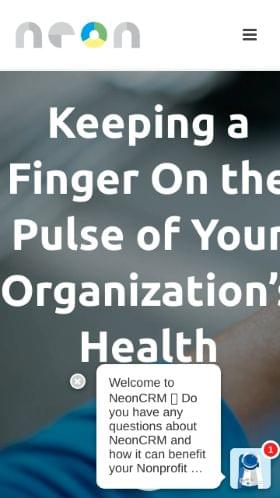 neon
Keeping a
Finger On the
Pulse of Your
Organization's
Health
Welcome to
NeonCRM ▯ Do
you have any
questions about
NeonCRM and
how it can benefit
your Nonprofit ...
1